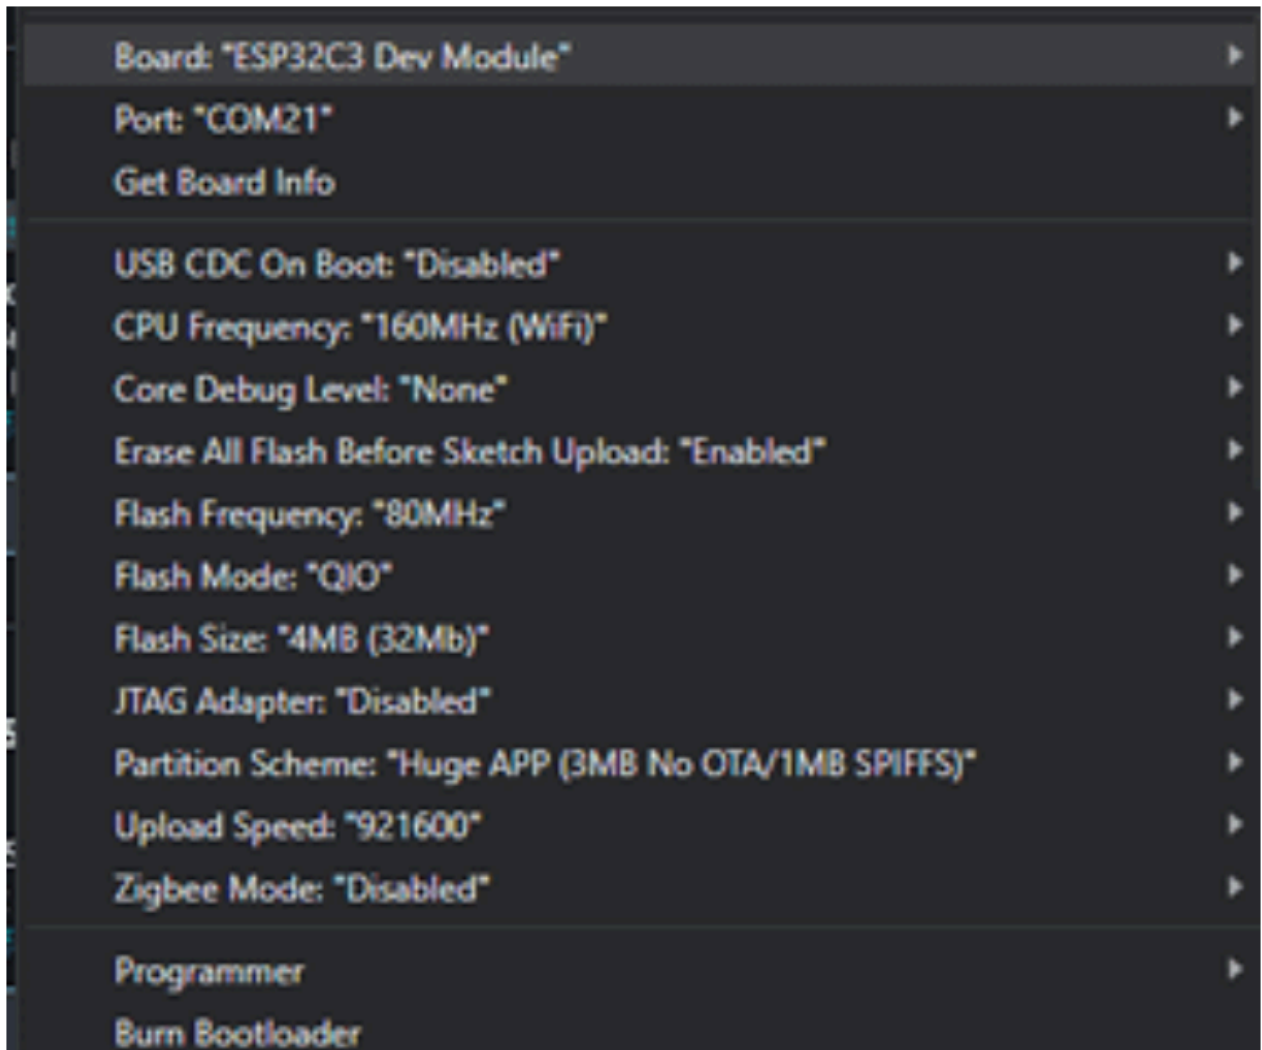 Board: "ESP32C3 Dev Module"
Port: "COM21"
Get Board Info
USB CDC On Boot: "Disabled"
CPU Frequency: "160MHz (WiFi)"
Core Debug Level: "None"
Erase All Flash Before Sketch Upload: "Enabled"
Flash Frequency: "80MHz"
Flash Mode: "QIO"
Flash Size: "4MB (32Mb)"
JTAG Adapter: "Disabled"
Partition Scheme: "Huge APP (3MB No OTA/1MB SPIFFS)"
Upload Speed: "921600"
Zigbee Mode: "Disabled"
Programmer
Burn Bootloader